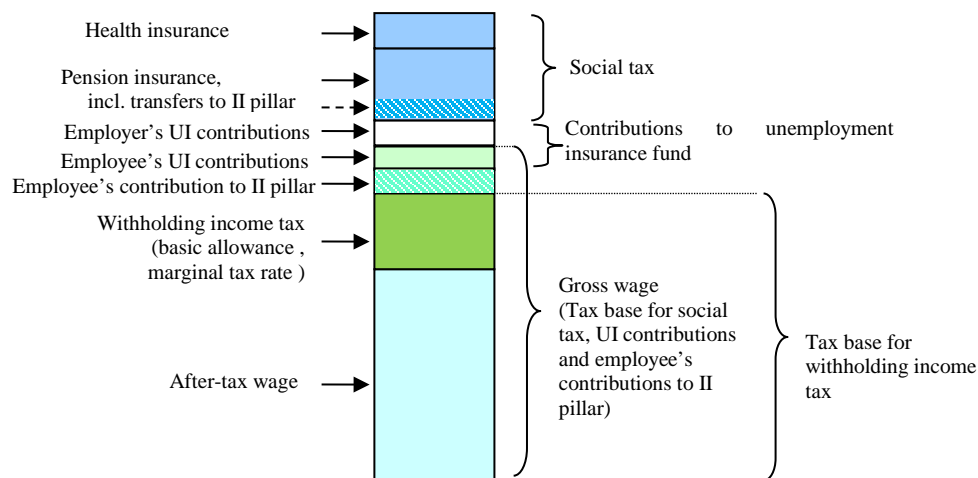 Health insurance
Pension insurance,
incl. transfers to II pillar
Employer's UI contributions
Employee's UI contributions
Employee's contribution to II pillar
Withholding income tax
(basic allowance ,
marginal tax rate )
After-tax wage
Social tax
Contributions to unemployment
insurance fund
Gross wage
(Tax base for social
tax, UI contributions
and employee's
contributions to II
pillar)
Tax base for
withholding income
tax